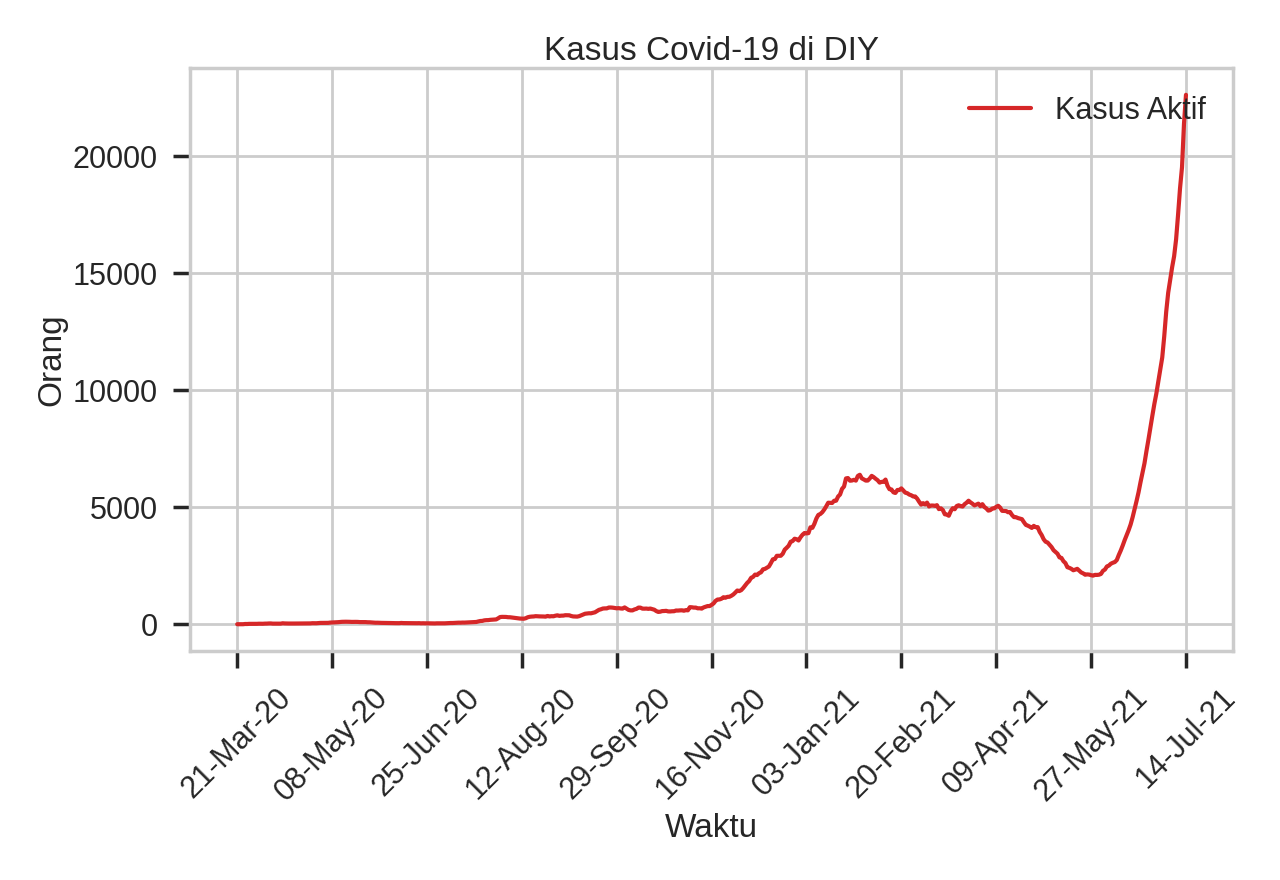 Kasus Covid-19 di DIY
Kasus Aktif
20000
15000
10000
5000
0
Orang
21-Mar-20
08-May-20
25-Jun-20
12-Aug-20
29-Sep-20
16-Nov-20
03-Jan-21
20-Feb-21
09-Apr-21
27-May-21
14-Jul-21
Waktu